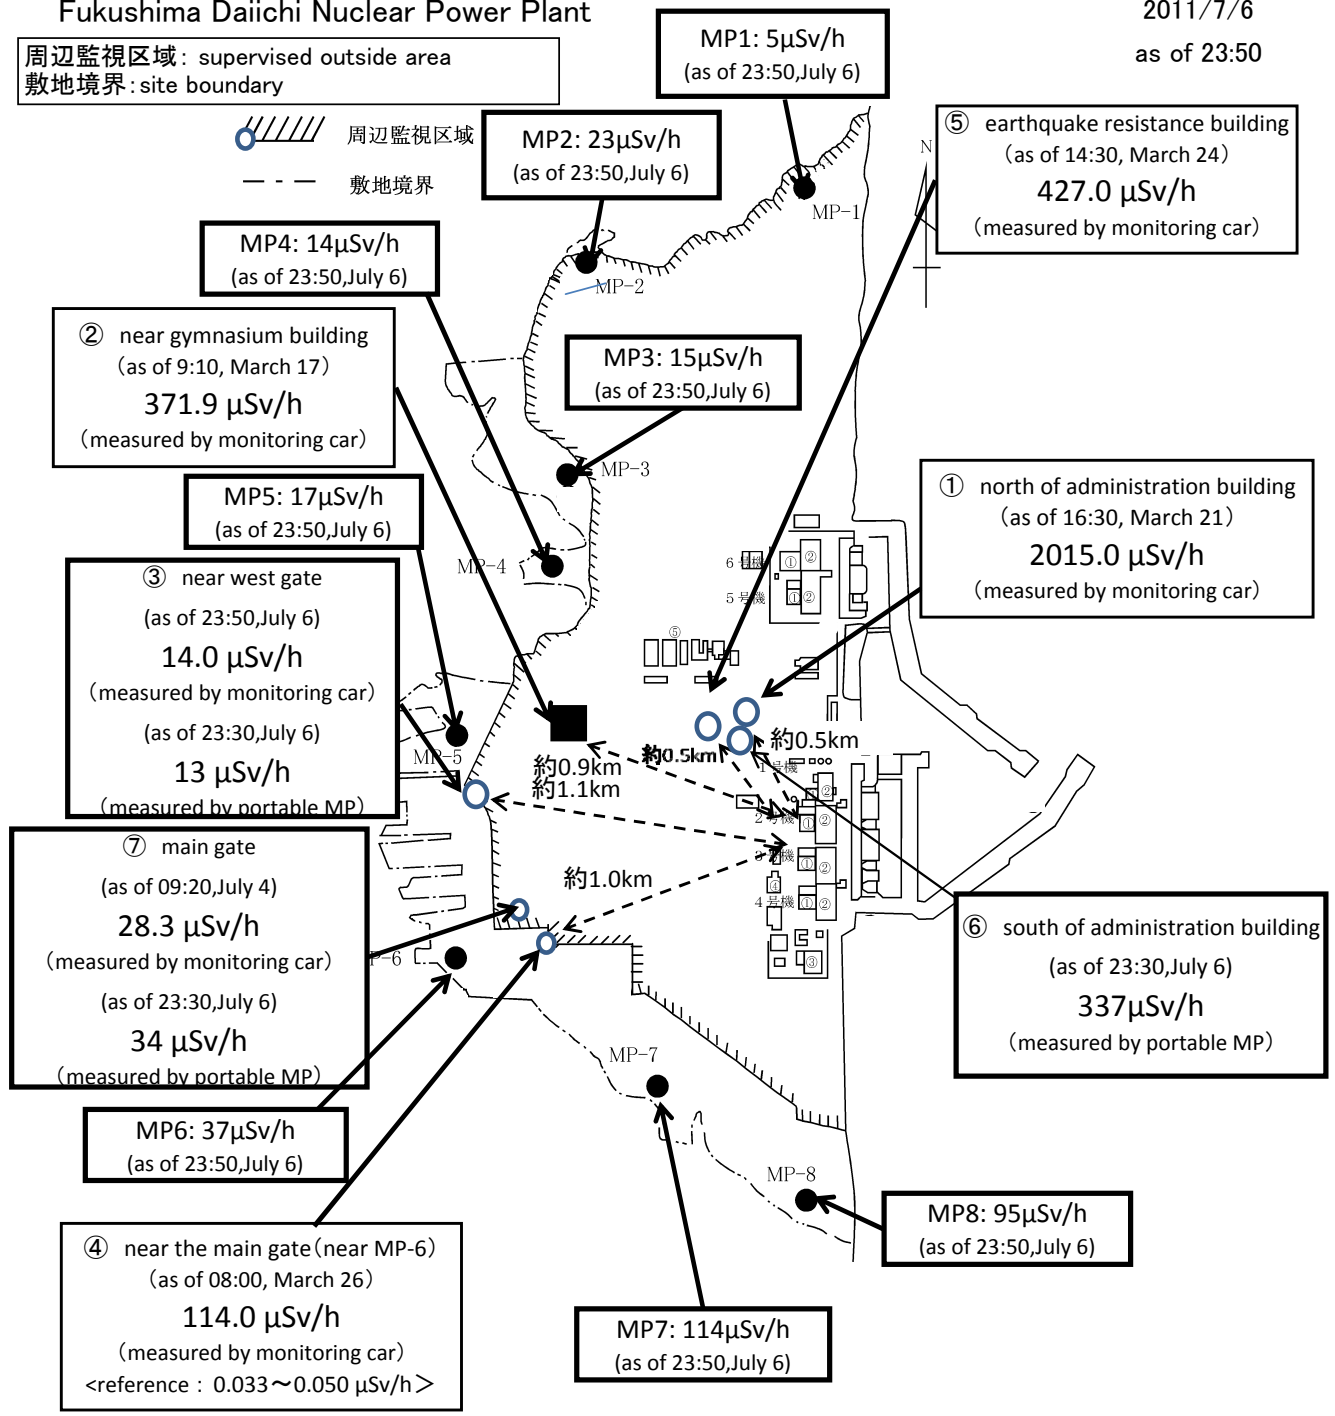 Fukushima Daiichi Nuclear Power Plant
2011/7/6
as of 23:50
周辺監視区域: supervised outside area
敷地境界:site boundary
周辺監視区域
敷地境界
MP1: 5μSv/h
(as of 23:50,July 6)
MP2: 23μSv/h
(as of 23:50,July 6)
⑤ earthquake resistance building
(as of 14:30, March 24)
427.0 μSv/h
(measured by monitoring car)
N
MP-1
MP4: 14μSv/h
(as of 23:50,July 6)
MP-2
② near gymnasium building
(as of 9:10, March 17)
371.9 μSv/h
(measured by monitoring car)
MP3: 15μSv/h
(as of 23:50,July 6)
MP-3
MP5: 17μSv/h
(as of 23:50,July 6)
① north of administration building
(as of 16:30, March 21)
2015.0 μSv/h
(measured by monitoring car)
MP-4
6号機
① ②
5号機
① ②
③ near west gate
(as of 23:50,July 6)
14.0 μSv/h
(measured by monitoring car)
(as of 23:30,July 6)
13 μSv/h
(measured by portable MP)
⑤
MP-5
約0.9km
約1.1km
約0.5km
約0.5km
1号機
②
2号機
① ②
3号機
① ②
④
4号機
① ②
③
約1.0km
⑦ main gate
(as of 09:20,July 4)
28.3 μSv/h
(measured by monitoring car)
(as of 23:30,July 6)
34 μSv/h
(measured by portable MP)
P-6
⑥ south of administration building
(as of 23:30,July 6)
337μSv/h
(measured by portable MP)
MP-7
MP6: 37μSv/h
(as of 23:50,July 6)
MP-8
MP8: 95μSv/h
(as of 23:50,July 6)
④ near the main gate(near MP-6)
(as of 08:00, March 26)
114.0 μSv/h
(measured by monitoring car)
<reference : 0.033～0.050 μSv/h＞
MP7: 114μSv/h
(as of 23:50,July 6)